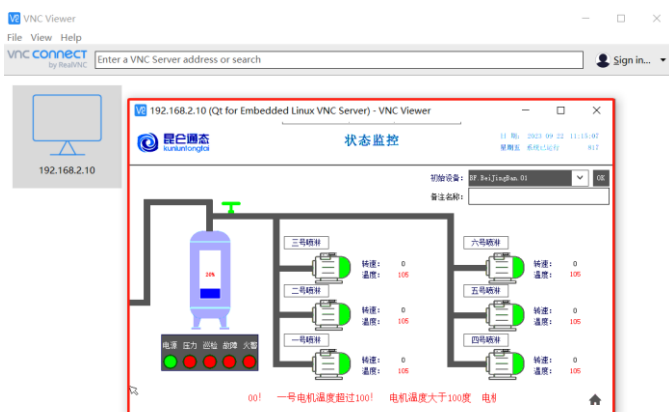 VNC Viewer
File View Help
VNC CONNECT
by RealVNC
Enter a VNC Server address or search
Sign in...
192.168.2.10
192.168.2.10 (Qt for Embedded Linux VNC Server) - VNC Viewer
昆仑通态
kunluntongtai
状态监控
日 期: 2023 09 22 11:15:07
星期五 系统已运行 817
初始设备: BF.BeiJingBan.01 OK
备注名称:
三号喷淋
转速: 0
温度: 105
六号喷淋
转速: 0
温度: 105
30%
二号喷淋
转速: 0
温度: 105
五号喷淋
转速: 0
温度: 105
电源 压力 巡检 故障 火警
一号喷淋
转速: 0
温度: 105
四号喷淋
转速: 0
温度: 105
00! 一号电机温度超过100! 电机温度大于100度 电机